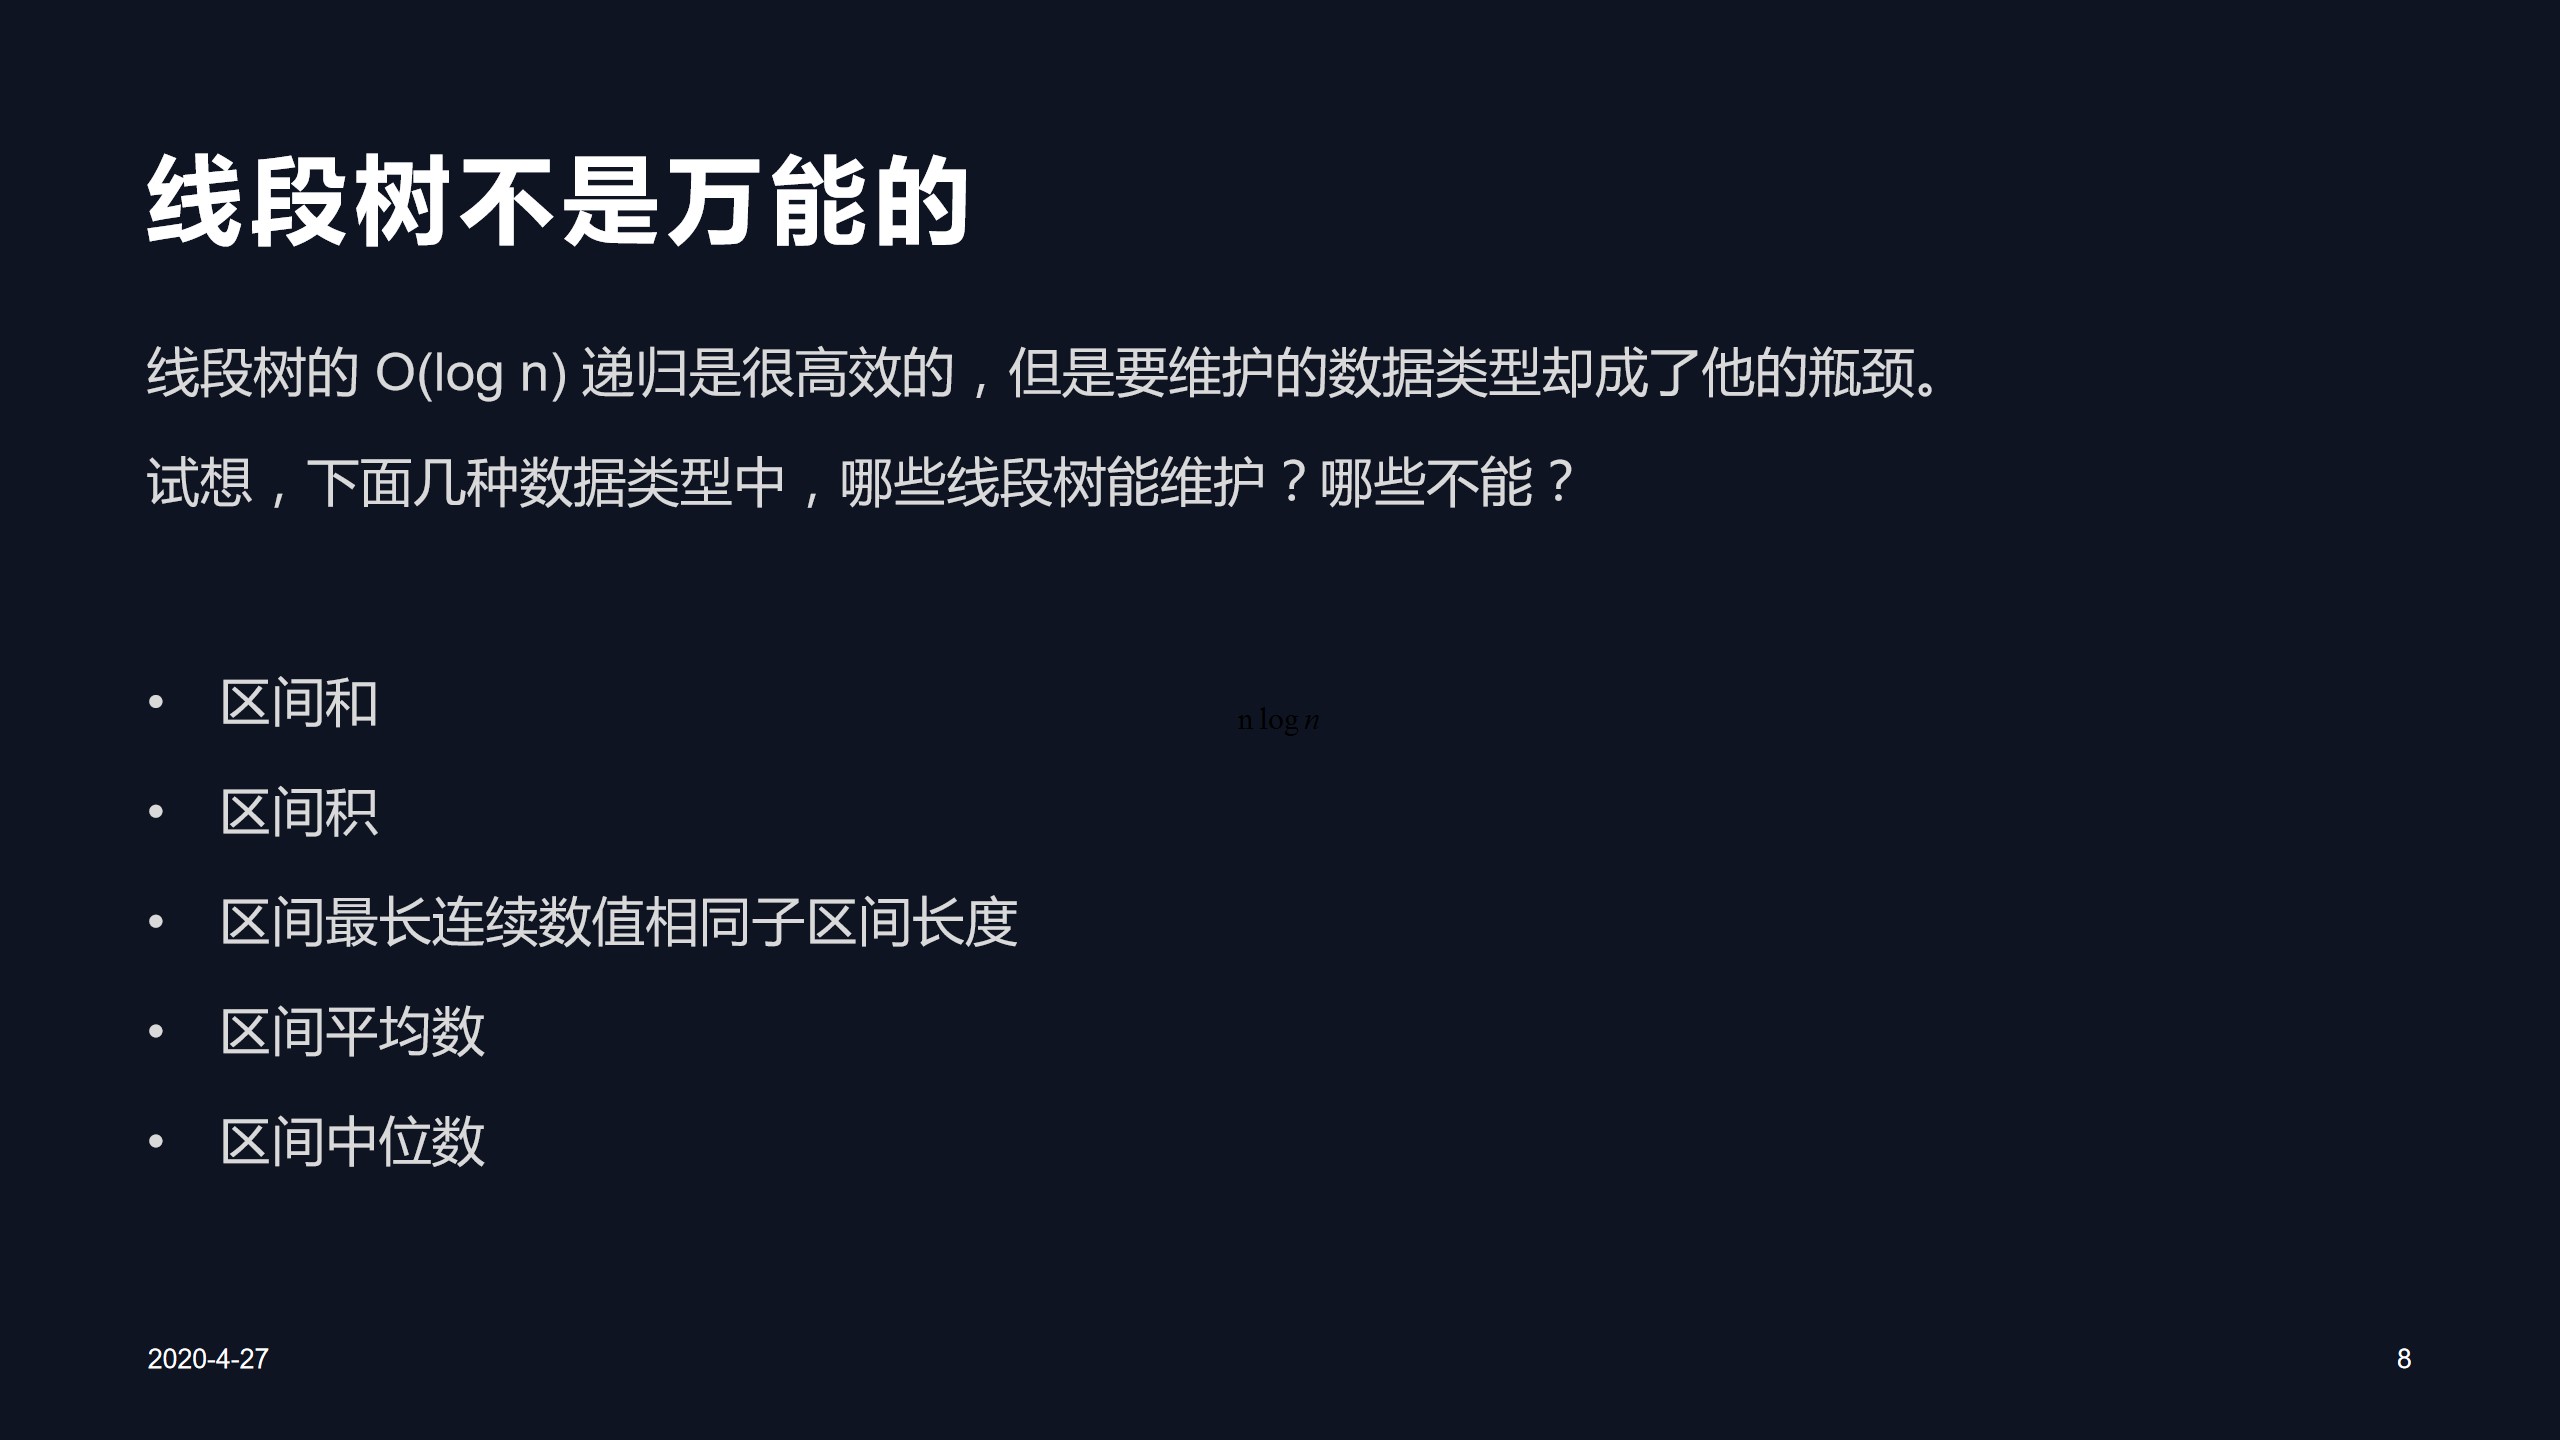 线段树不是万能的
线段树的 O(log n) 递归是很高效的，但是要维护的数据类型却成了他的瓶颈。
试想，下面几种数据类型中，哪些线段树能维护？哪些不能？
• 区间和
n log n
• 区间积
• 区间最长连续数值相同子区间长度
• 区间平均数
• 区间中位数
2020-4-27
8